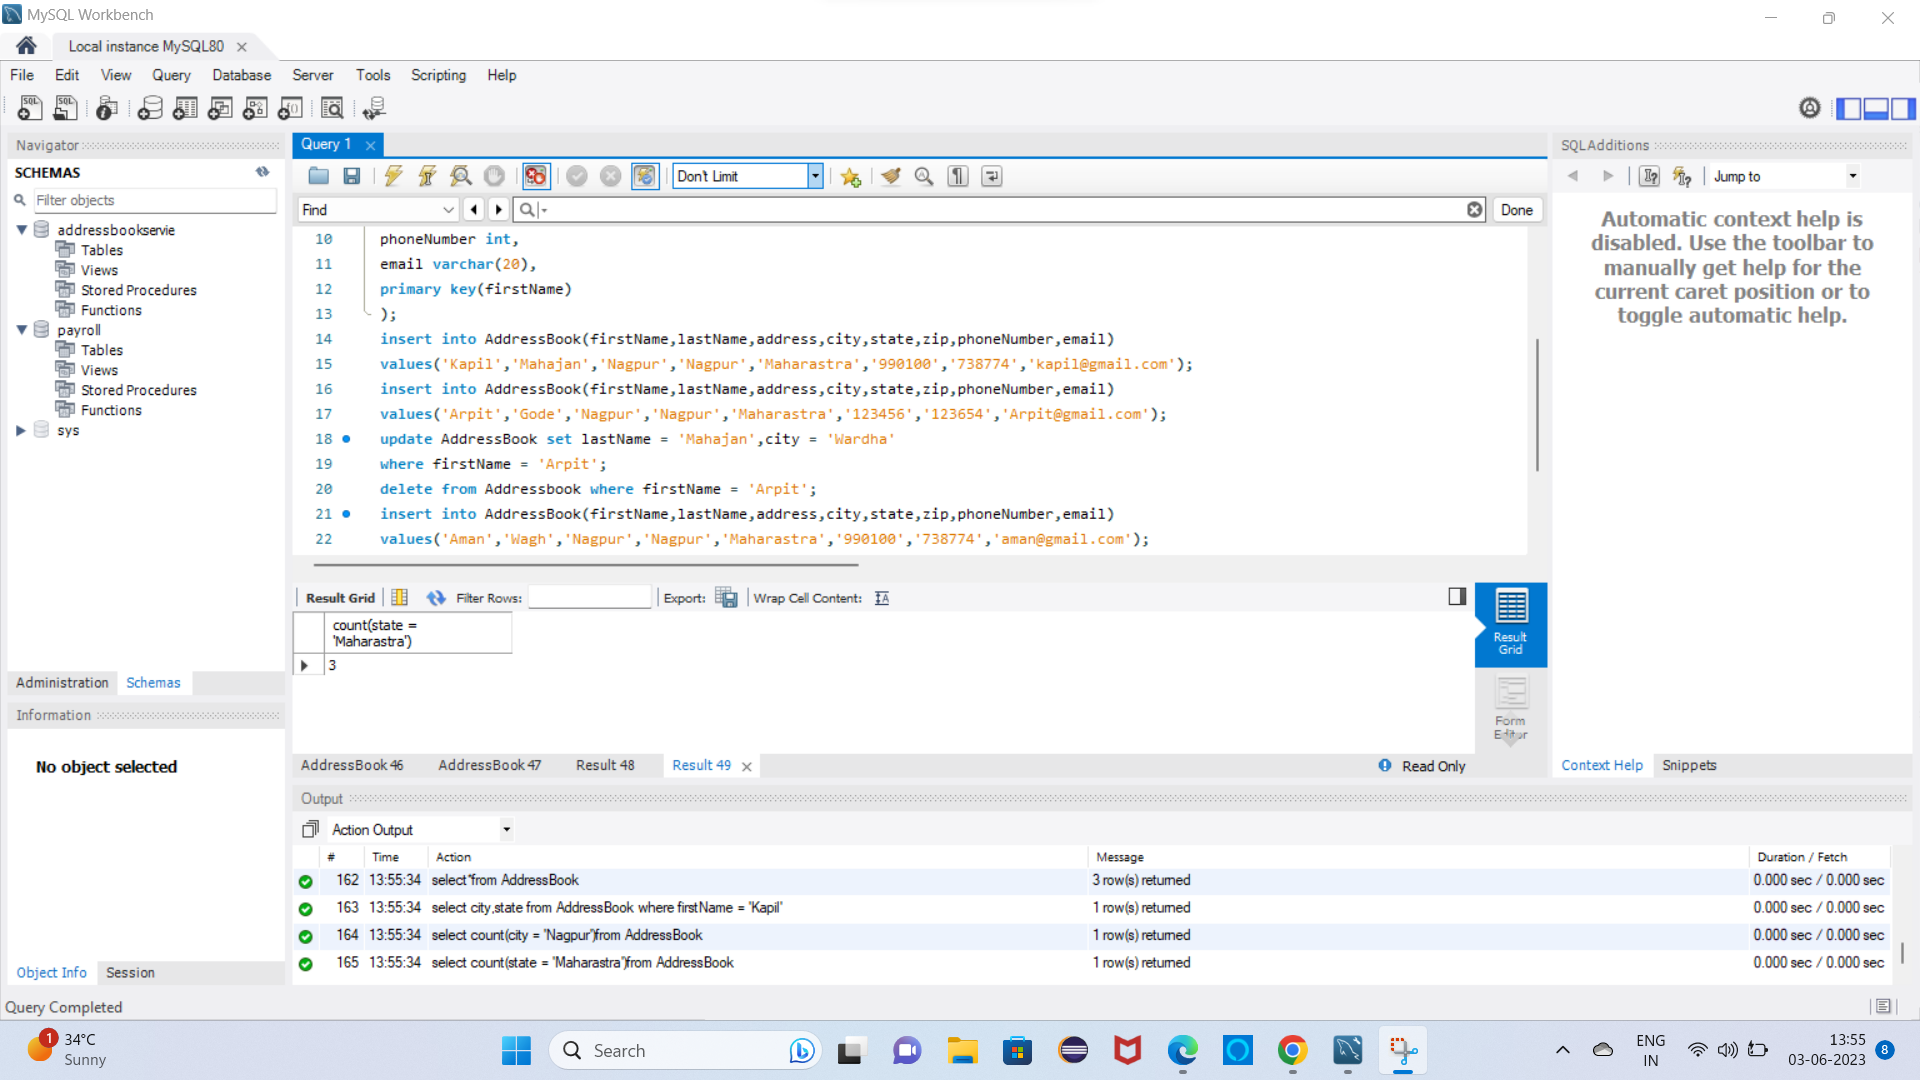 MySQL Workbench
Local instance MySQL80
File Edit View Query Database Server Tools Scripting Help
Navigator
SCHEMAS
Filter objects
addressbookservie
Tables
Views
Stored Procedures
Functions
payroll
Tables
Views
Stored Procedures
Functions
sys
Administration Schemas
Information
No object selected
Object Info Session
Query Completed
Query 1
Don't Limit
Find
Done
10 phoneNumber int,
11 email varchar(20),
12 primary key(firstName)
13 );
14 insert into AddressBook(firstName,lastName,address,city,state,zip,phoneNumber,email)
15 values('Kapil','Mahajan','Nagpur','Nagpur','Maharastra','990100','738774','kapil@gmail.com');
16 insert into AddressBook(firstName,lastName,address,city,state,zip,phoneNumber,email)
17 values('Arpit','Gode','Nagpur','Nagpur','Maharastra','123456','123654','Arpit@gmail.com');
18 update AddressBook set lastName = 'Mahajan',city = 'Wardha'
19 where firstName = 'Arpit';
20 delete from Addressbook where firstName = 'Arpit';
21 insert into AddressBook(firstName,lastName,address,city,state,zip,phoneNumber,email)
22 values('Aman','Wagh','Nagpur','Nagpur','Maharastra','990100','738774','aman@gmail.com');
Result Grid Filter Rows: Export: Wrap Cell Content:
count(state =
'Maharastra')
3
Result
Grid
Form
Editor
AddressBook 46 AddressBook 47 Result 48 Result 49 Read Only
SQLAdditions
Jump to
Automatic context help is
disabled. Use the toolbar to
manually get help for the
current caret position or to
toggle automatic help.
Context Help Snippets
Output
Action Output
# Time Action Message Duration / Fetch
162 13:55:34 select*from AddressBook 3 row(s) returned 0.000 sec / 0.000 sec
163 13:55:34 select city,state from AddressBook where firstName = 'Kapil' 1 row(s) returned 0.000 sec / 0.000 sec
164 13:55:34 select count(city = 'Nagpur')from AddressBook 1 row(s) returned 0.000 sec / 0.000 sec
165 13:55:34 select count(state = 'Maharastra')from AddressBook 1 row(s) returned 0.000 sec / 0.000 sec
1
34°C
Sunny
Search
ENG
IN
13:55
03-06-2023
8